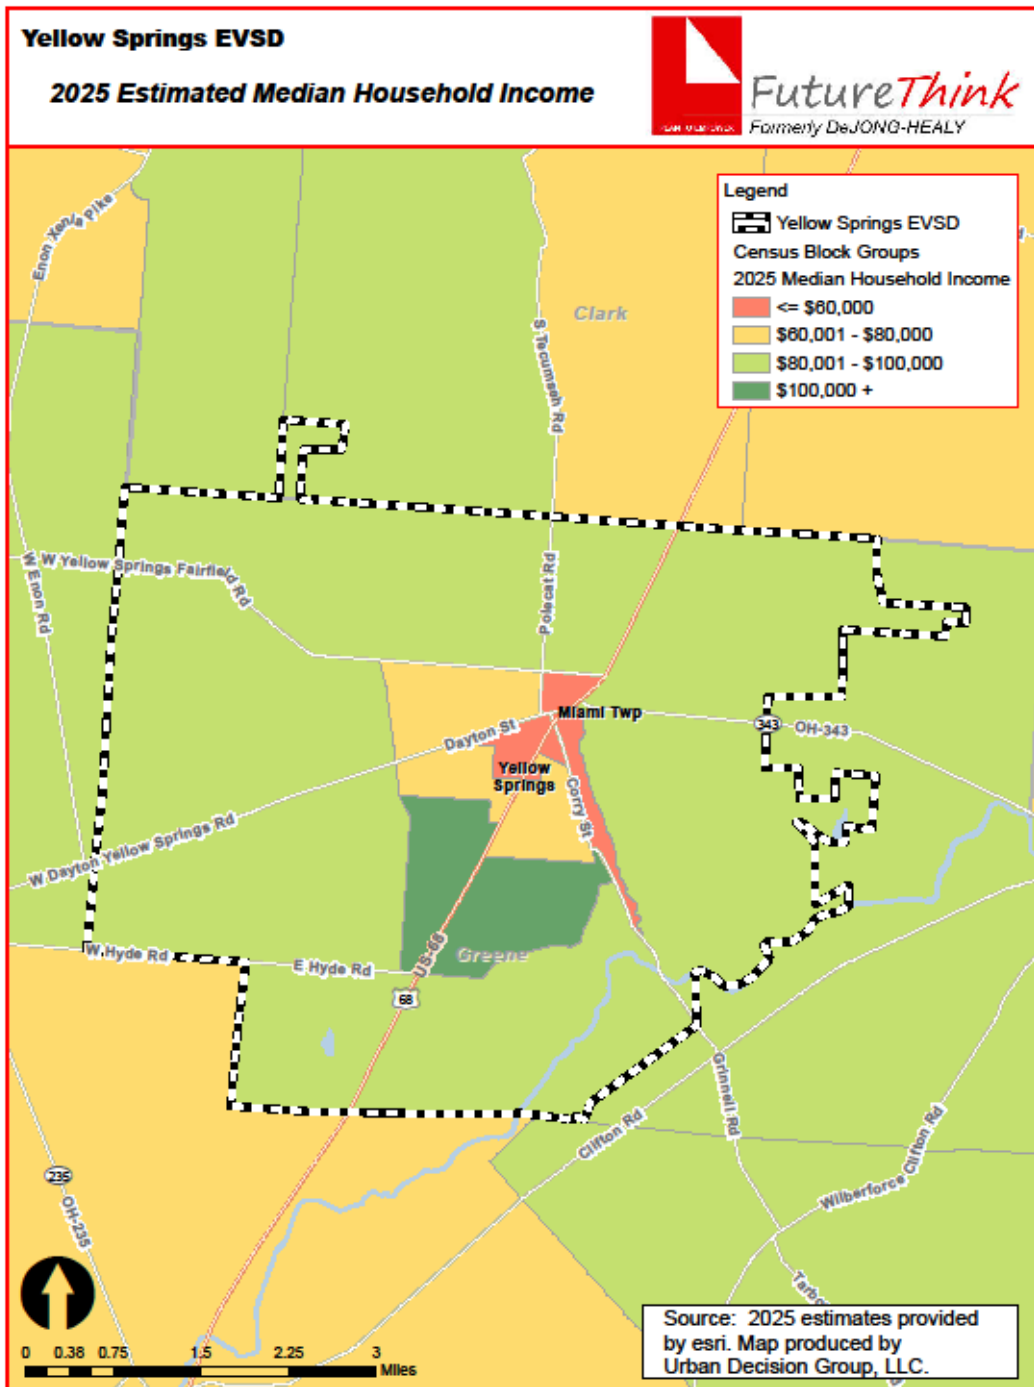 Yellow Springs EVSD
2025 Estimated Median Household Income
FutureThink
Formerly DeJONG-HEALY
Legend
Yellow Springs EVSD
Census Block Groups
2025 Median Household Income
<= $60,000
$60,001 - $80,000
$80,001 - $100,000
$100,000 +
Enon Xenia Pike
Clark
S Tecumseh Rd
W Enon Rd
W Yellow Springs Fairfield Rd
Polecat Rd
Miami Twp
343
OH-343
Dayton St
Yellow
Springs
Corry St
W Dayton Yellow Springs Rd
W Hyde Rd
E Hyde Rd
US-68
Greene
68
Grinnell Rd
Clifton Rd
Wilberforce Clifton Rd
235
OH-235
0 0.38 0.75 1.5 2.25 3
Miles
Source: 2025 estimates provided
by esri. Map produced by
Urban Decision Group, LLC.